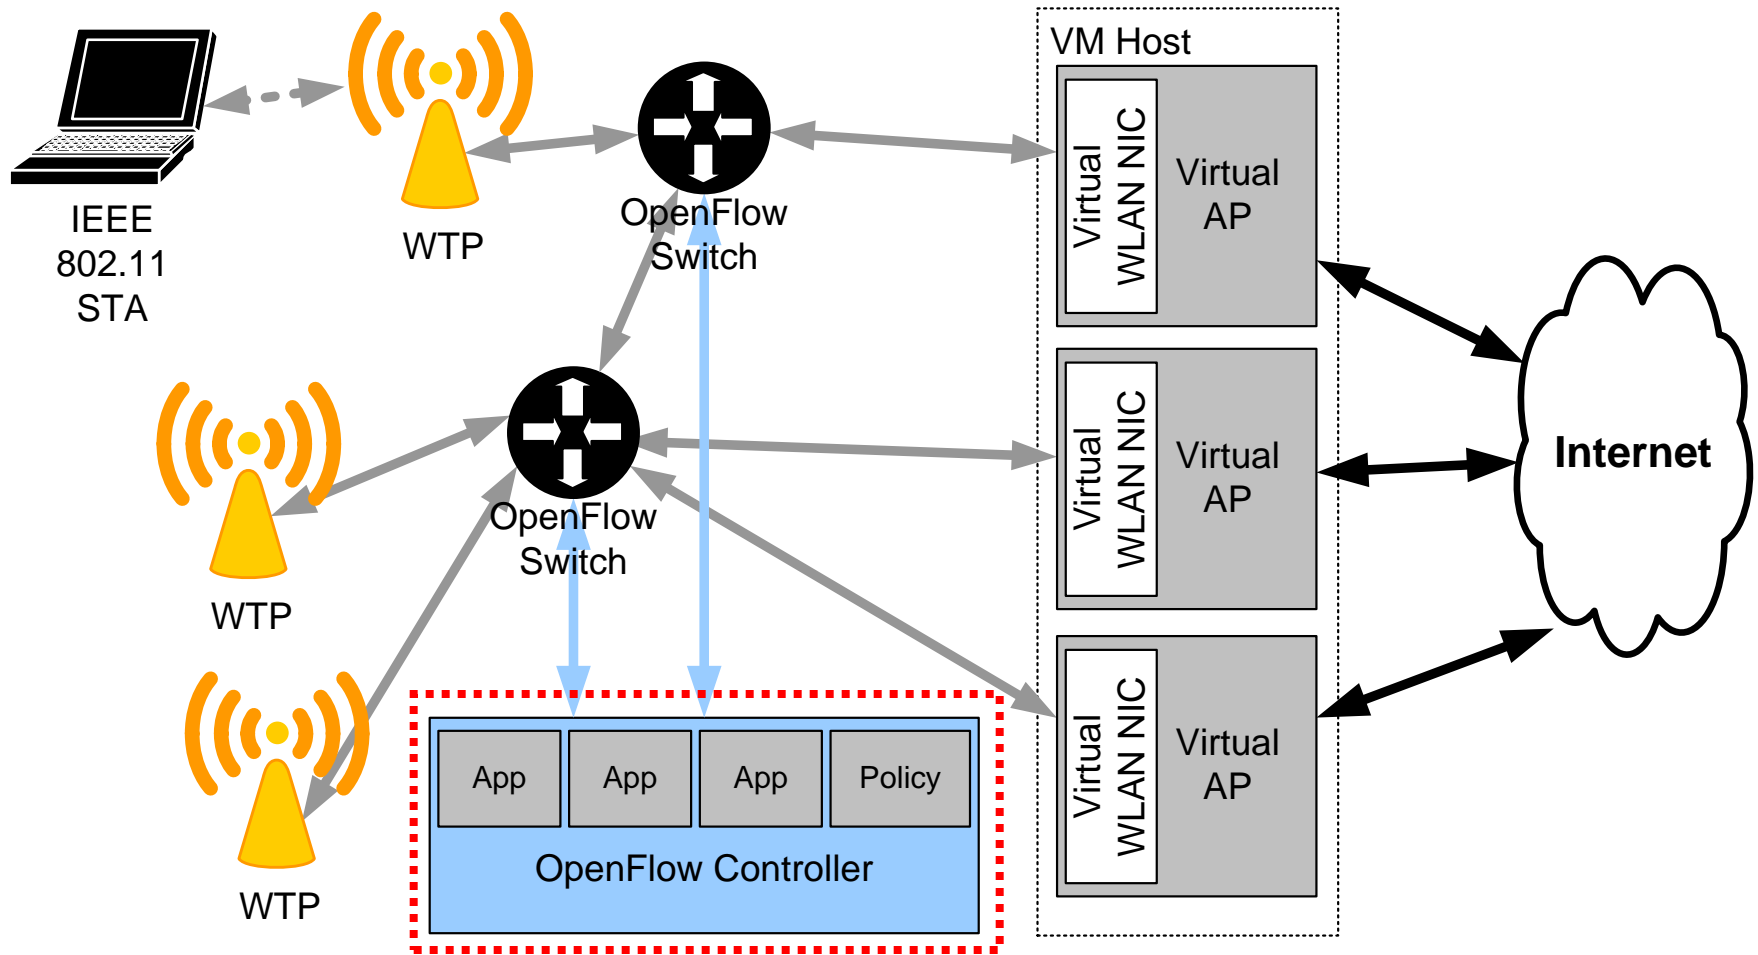 VM Host
IEEE
802.11
STA
WTP
OpenFlow
Switch
Virtual
WLAN NIC
Virtual
AP
WTP
OpenFlow
Switch
Virtual
WLAN NIC
Virtual
AP
Internet
WTP
App
App
App
Policy
OpenFlow Controller
Virtual
WLAN NIC
Virtual
AP